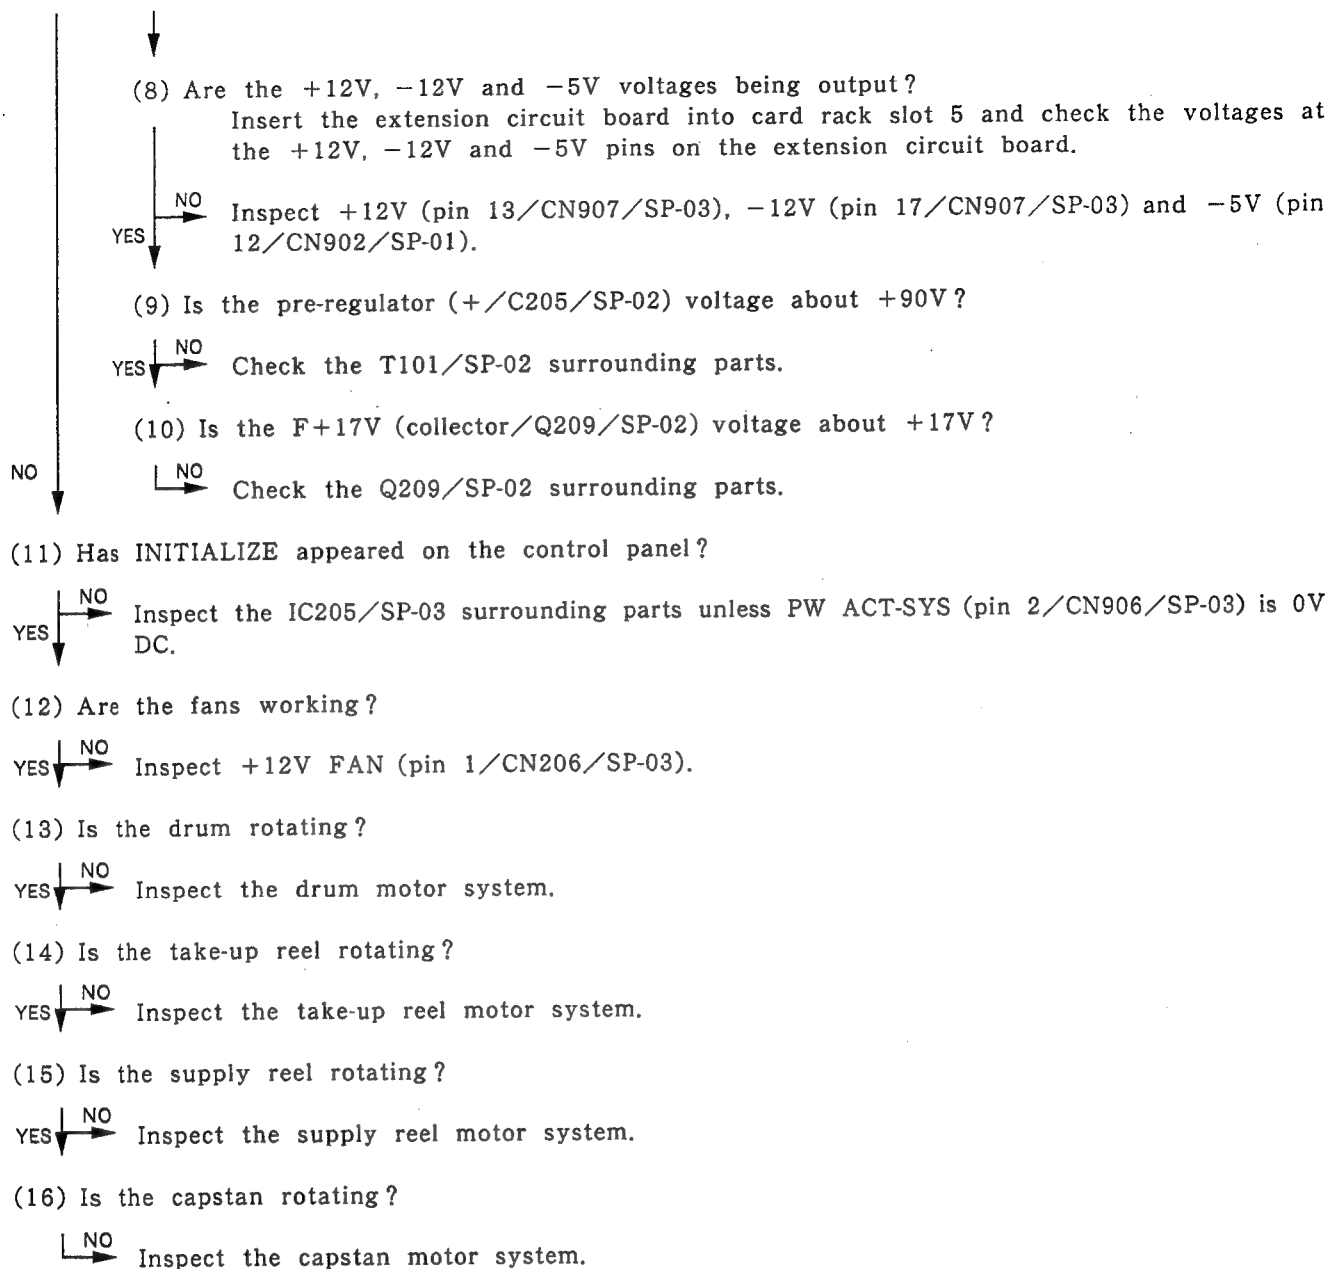 (8) Are the +12V, −12V and −5V voltages being output?
Insert the extension circuit board into card rack slot 5 and check the voltages at
the +12V, −12V and −5V pins on the extension circuit board.
NO
Inspect +12V (pin 13/CN907/SP-03), −12V (pin 17/CN907/SP-03) and −5V (pin
YES
12/CN902/SP-01).
(9) Is the pre-regulator (+/C205/SP-02) voltage about +90V?
YES NO Check the T101/SP-02 surrounding parts.
(10) Is the F+17V (collector/Q209/SP-02) voltage about +17V?
NO
NO Check the Q209/SP-02 surrounding parts.
(11) Has INITIALIZE appeared on the control panel?
NO
Inspect the IC205/SP-03 surrounding parts unless PW ACT-SYS (pin 2/CN906/SP-03) is 0V
YES
DC.
(12) Are the fans working?
YES NO Inspect +12V FAN (pin 1/CN206/SP-03).
(13) Is the drum rotating?
YES NO Inspect the drum motor system.
(14) Is the take-up reel rotating?
YES NO Inspect the take-up reel motor system.
(15) Is the supply reel rotating?
YES NO Inspect the supply reel motor system.
(16) Is the capstan rotating?
NO Inspect the capstan motor system.